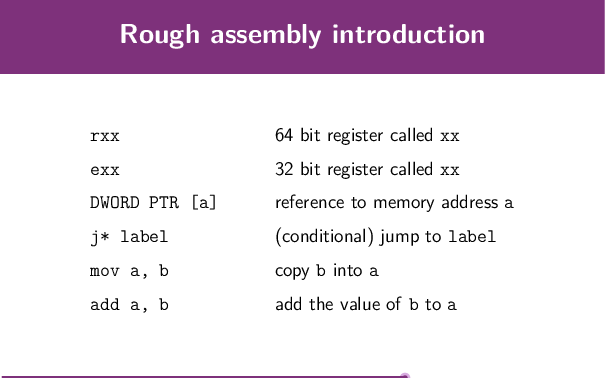 Rough assembly introduction
rxx 64 bit register called xx
exx 32 bit register called xx
DWORD PTR [a] reference to memory address a
j* label (conditional) jump to label
mov a, b copy b into a
add a, b add the value of b to a